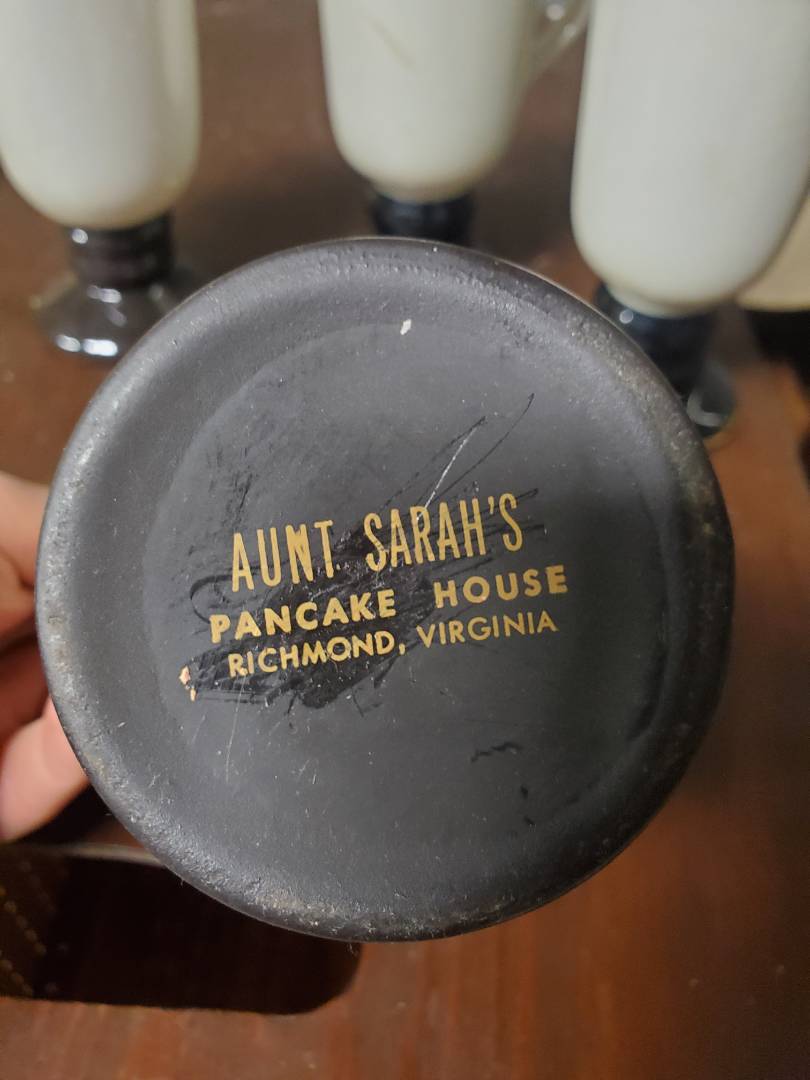 AUNT SARAH'S
PANCAKE HOUSE
RICHMOND, VIRGINIA